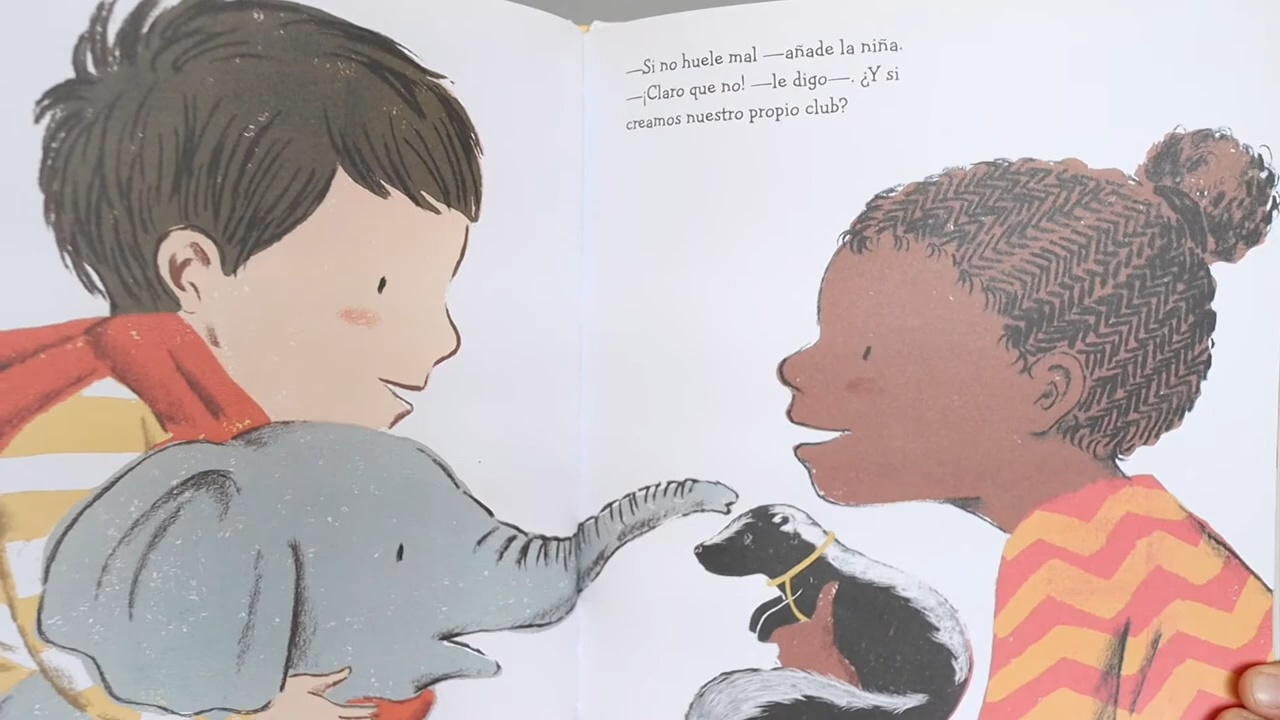 —Si no huele mal —añade la niña.
—¡Claro que no! —le digo—. ¿Y si
creamos nuestro propio club?